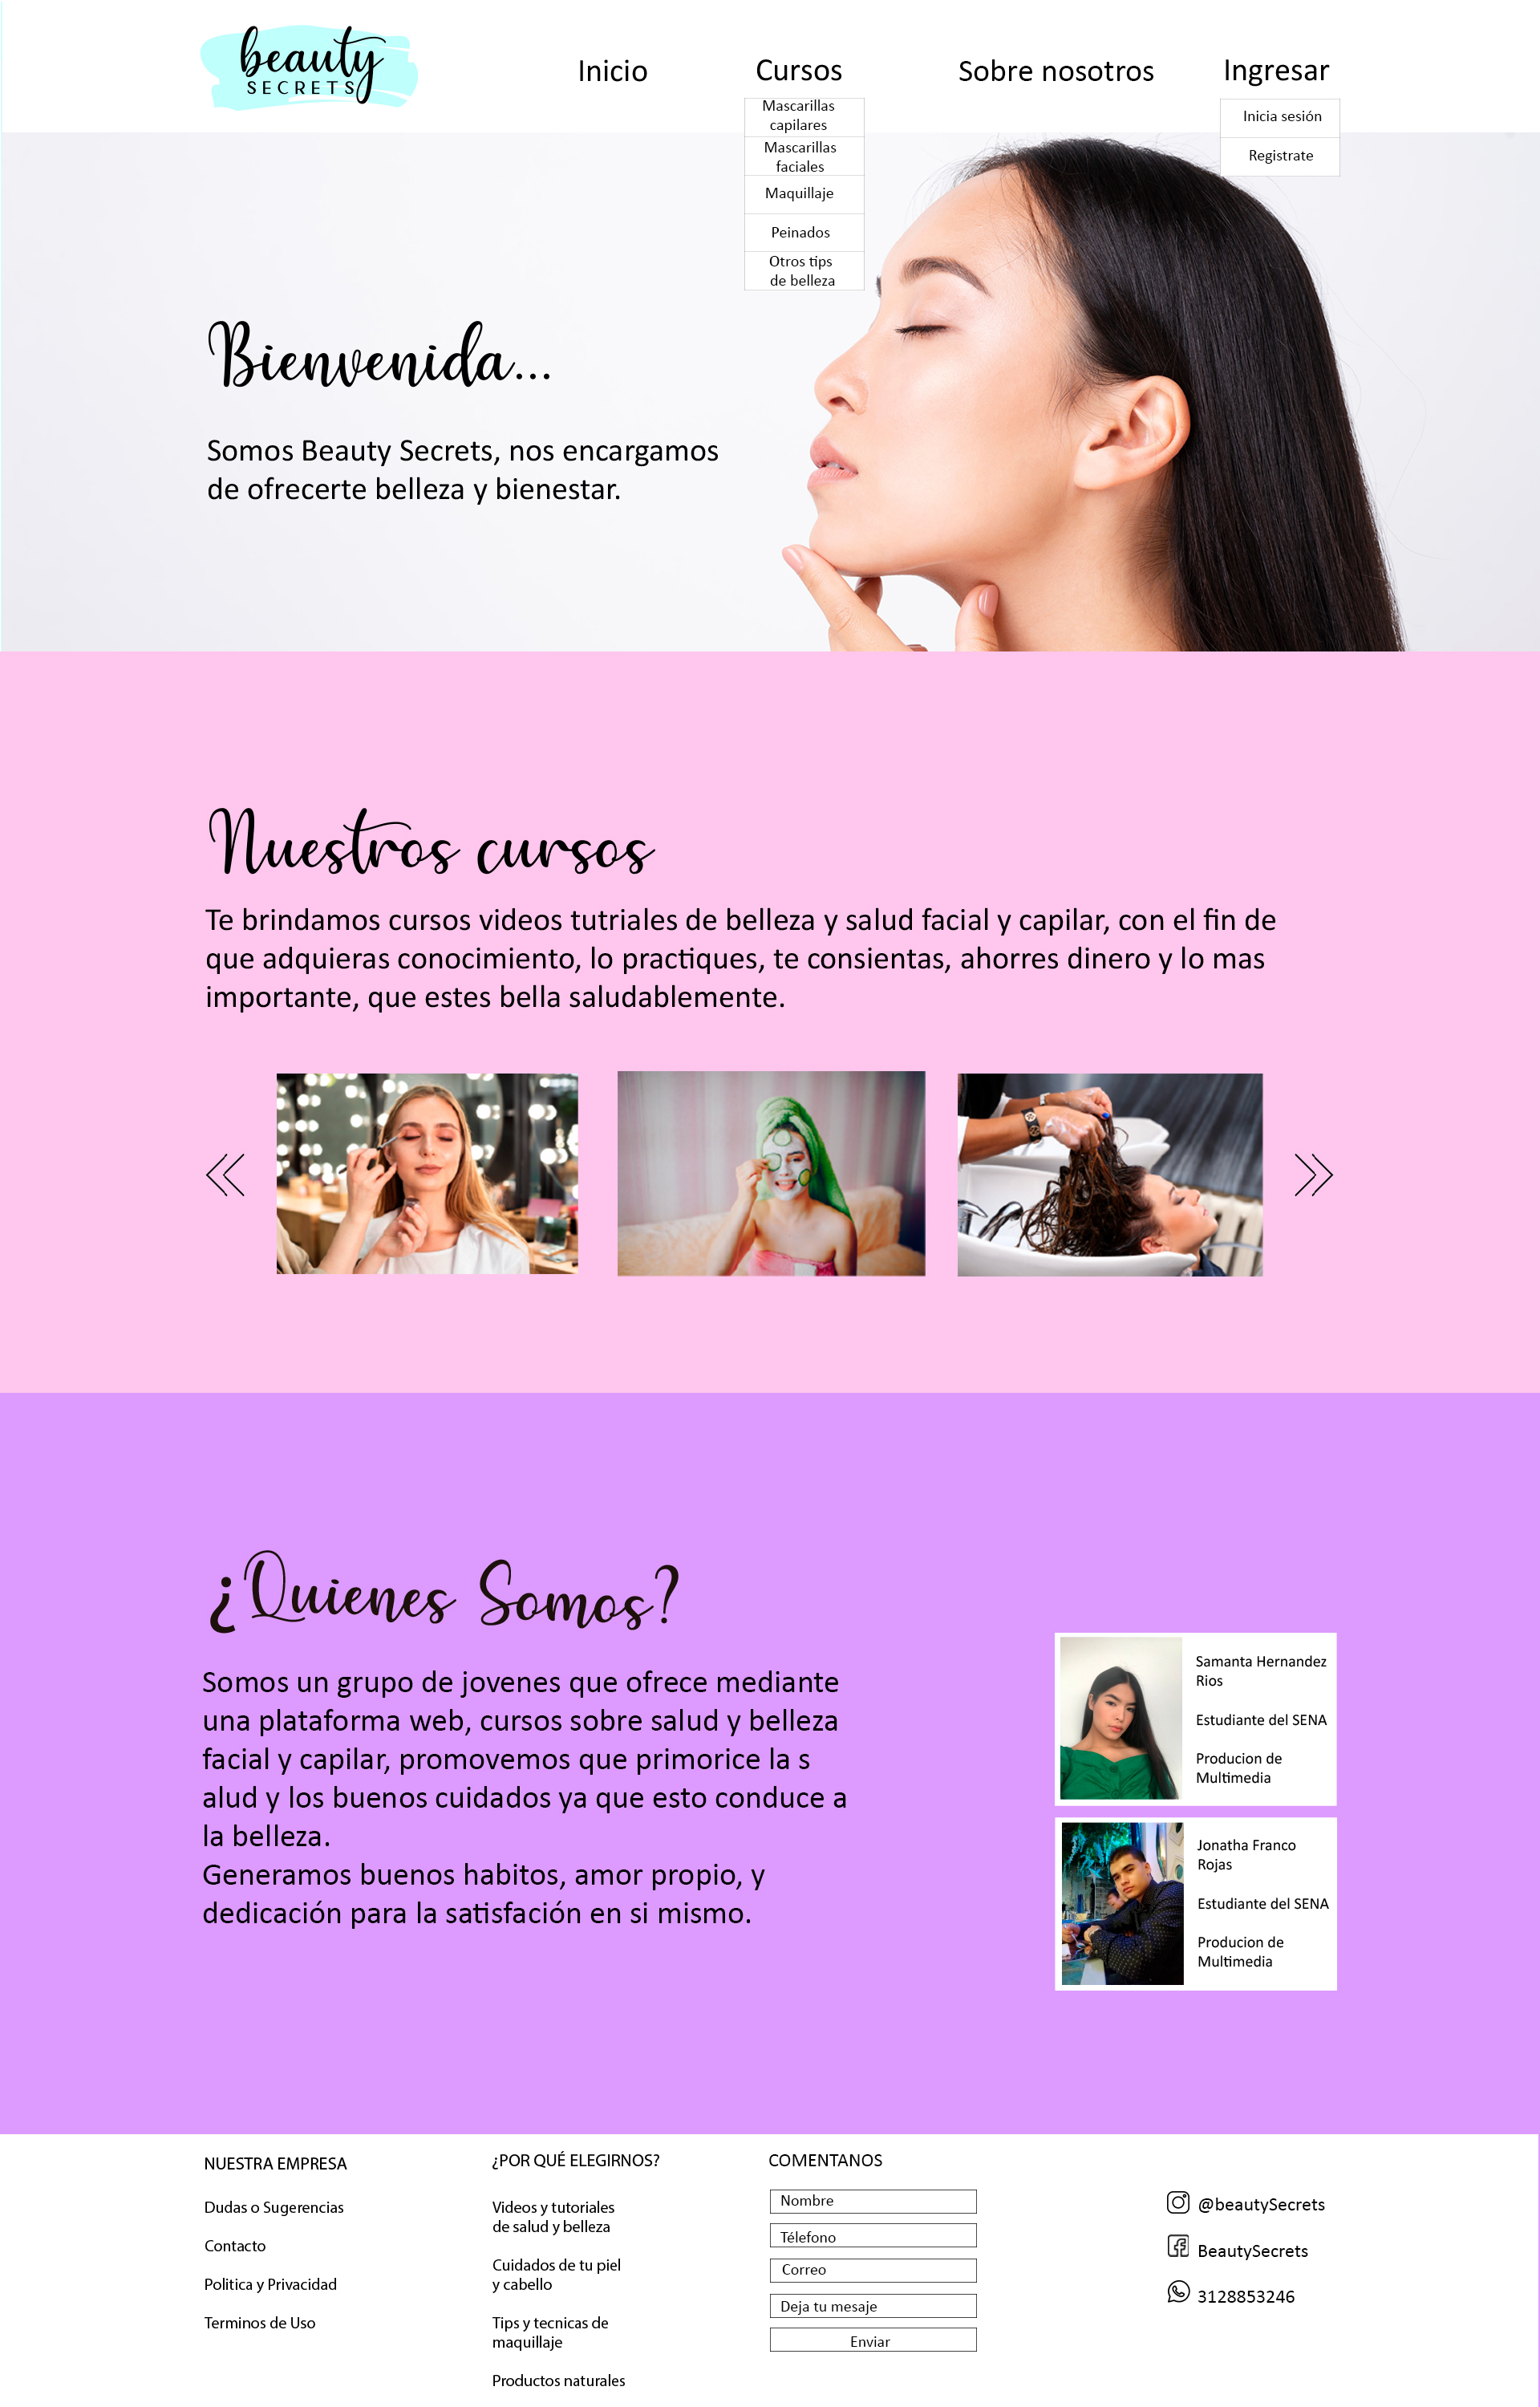 beauty
SECRETS
Inicio
Cursos
Sobre nosotros
Ingresar
Mascarillas
capilares
Mascarillas
faciales
Maquillaje
Peinados
Otros tips
de belleza
Inicia sesión
Registrate
Bienvenida...
Somos Beauty Secrets, nos encargamos
de ofrecerte belleza y bienestar.
Nuestros cursos
Te brindamos cursos videos tutriales de belleza y salud facial y capilar, con el fin de
que adquieras conocimiento, lo practiques, te consientas, ahorres dinero y lo mas
importante, que estes bella saludablemente.
¿Quienes Somos?
Somos un grupo de jovenes que ofrece mediante
una plataforma web, cursos sobre salud y belleza
facial y capilar, promovemos que primorice la s
alud y los buenos cuidados ya que esto conduce a
la belleza.
Generamos buenos habitos, amor propio, y
dedicación para la satisfación en si mismo.
Samanta Hernandez
Rios
Estudiante del SENA
Producion de
Multimedia
Jonatha Franco
Rojas
Estudiante del SENA
Producion de
Multimedia
NUESTRA EMPRESA
Dudas o Sugerencias
Contacto
Politica y Privacidad
Terminos de Uso
¿POR QUÉ ELEGIRNOS?
Videos y tutoriales
de salud y belleza
Cuidados de tu piel
y cabello
Tips y tecnicas de
maquillaje
Productos naturales
COMENTANOS
Nombre
Télefono
Correo
Deja tu mesaje
Enviar
@beautySecrets
BeautySecrets
3128853246